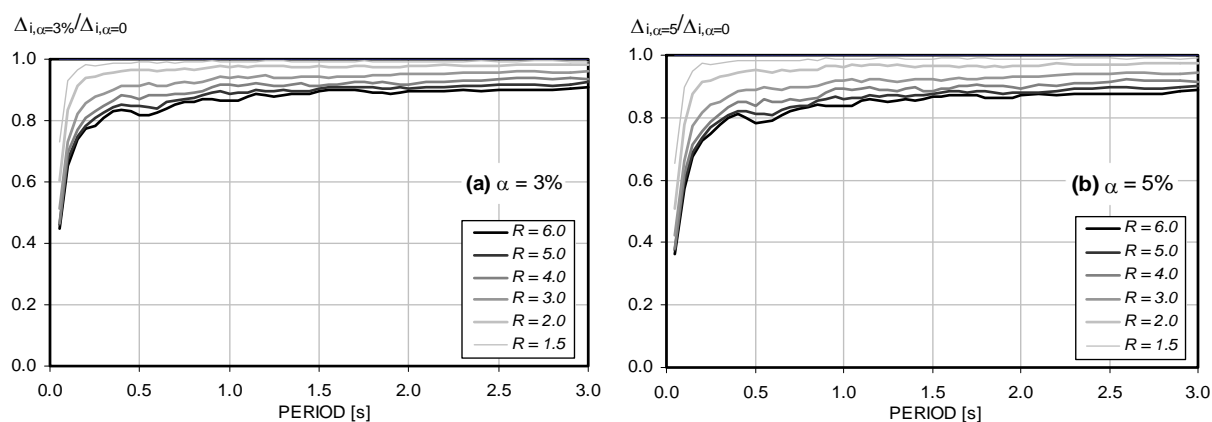 Δi,α=3%/Δi,α=0
1.0
0.8
0.6
0.4
0.2
0.0
(a) α = 3%
R = 6.0
R = 5.0
R = 4.0
R = 3.0
R = 2.0
R = 1.5
0.0 0.5 1.0 1.5 2.0 2.5 3.0
PERIOD [s]
Δi,α=5/Δi,α=0
1.0
0.8
0.6
0.4
0.2
0.0
(b) α = 5%
R = 6.0
R = 5.0
R = 4.0
R = 3.0
R = 2.0
R = 1.5
0.0 0.5 1.0 1.5 2.0 2.5 3.0
PERIOD [s]